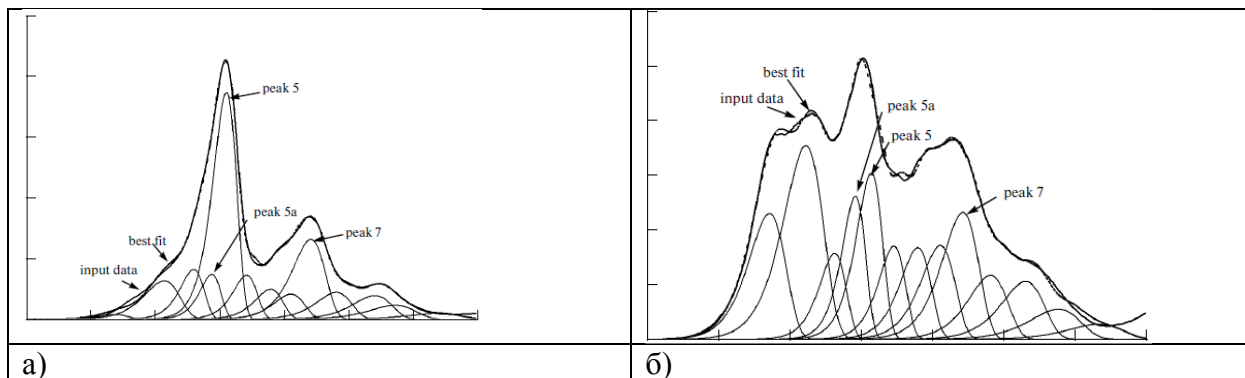 peak 5
peak 5a
best fit
peak 7
input data
а)
best fit
input data
peak 5a
peak 5
peak 7
б)